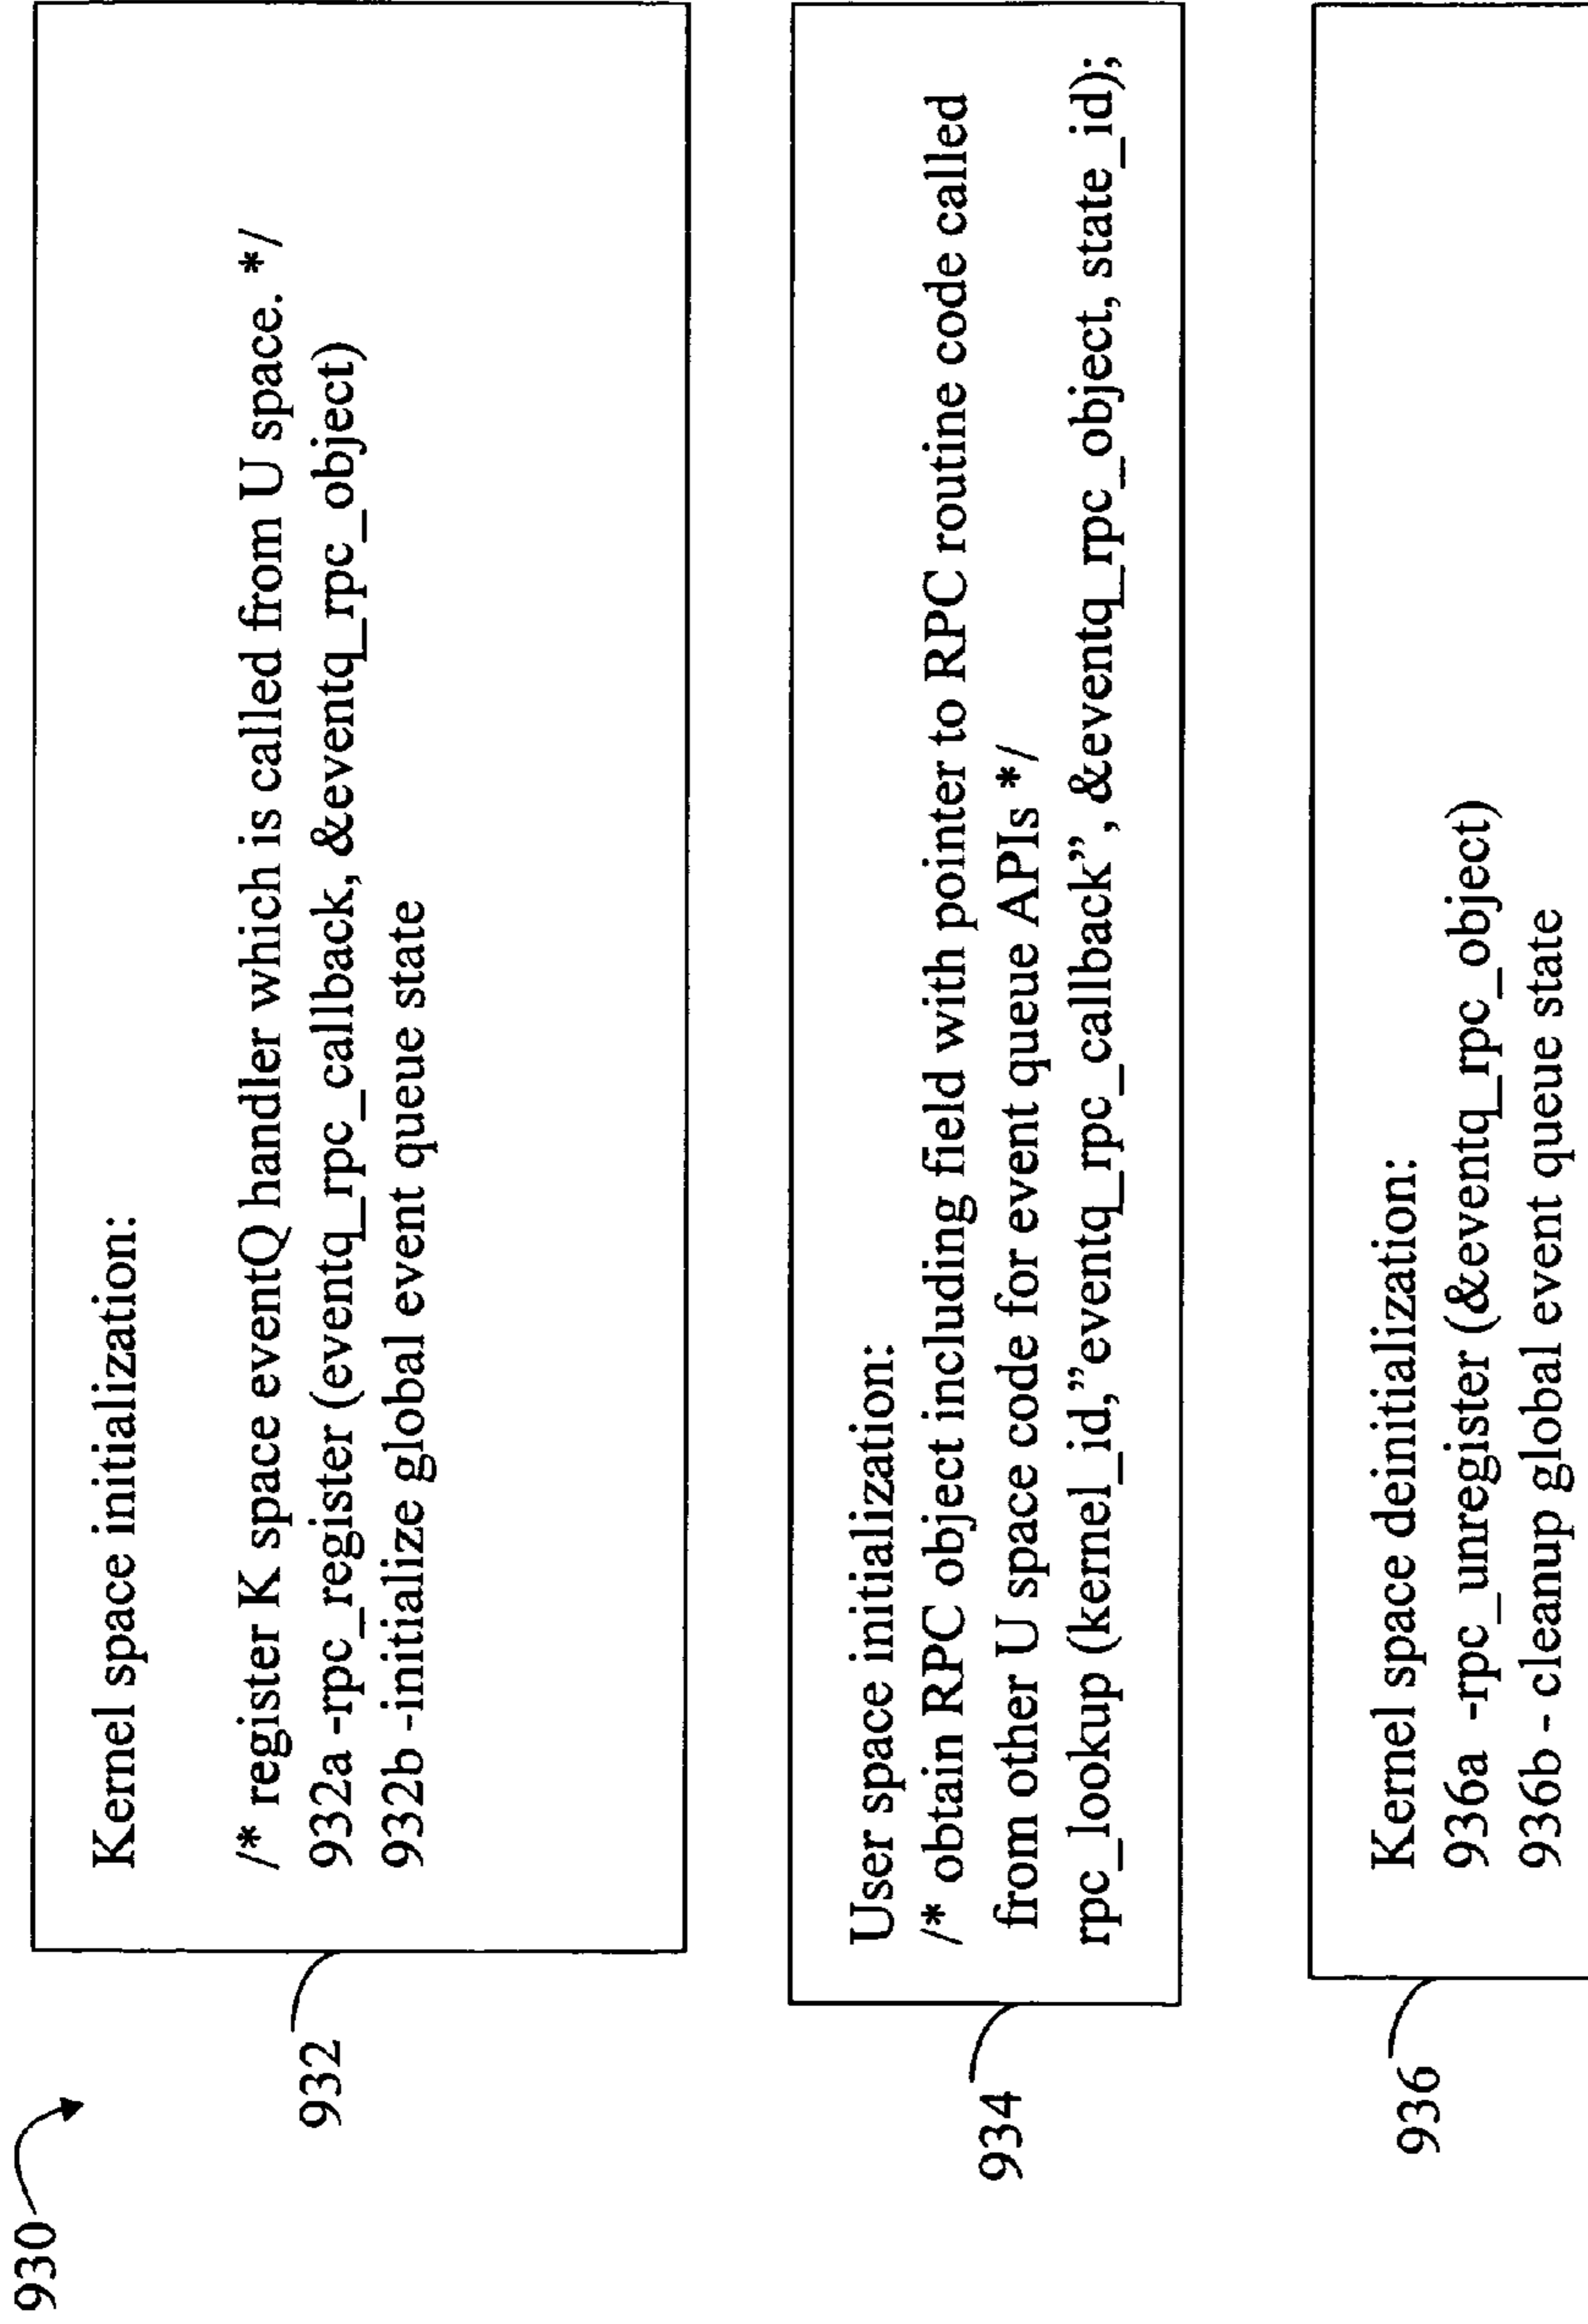 930
932
Kernel space initialization:
/* register K space eventQ handler which is called from U space. */
932a -rpc_register (eventq_rpc_callback, &eventq_rpc_object)
932b -initialize global event queue state
934
User space initialization:
/* obtain RPC object including field with pointer to RPC routine code called
from other U space code for event queue APIs */
rpc_lookup (kernel_id,”eventq_rpc_callback”, &eventq_rpc_object, state_id);
936
Kernel space deinitialization:
936a -rpc_unregister (&eventq_rpc_object)
936b - cleanup global event queue state